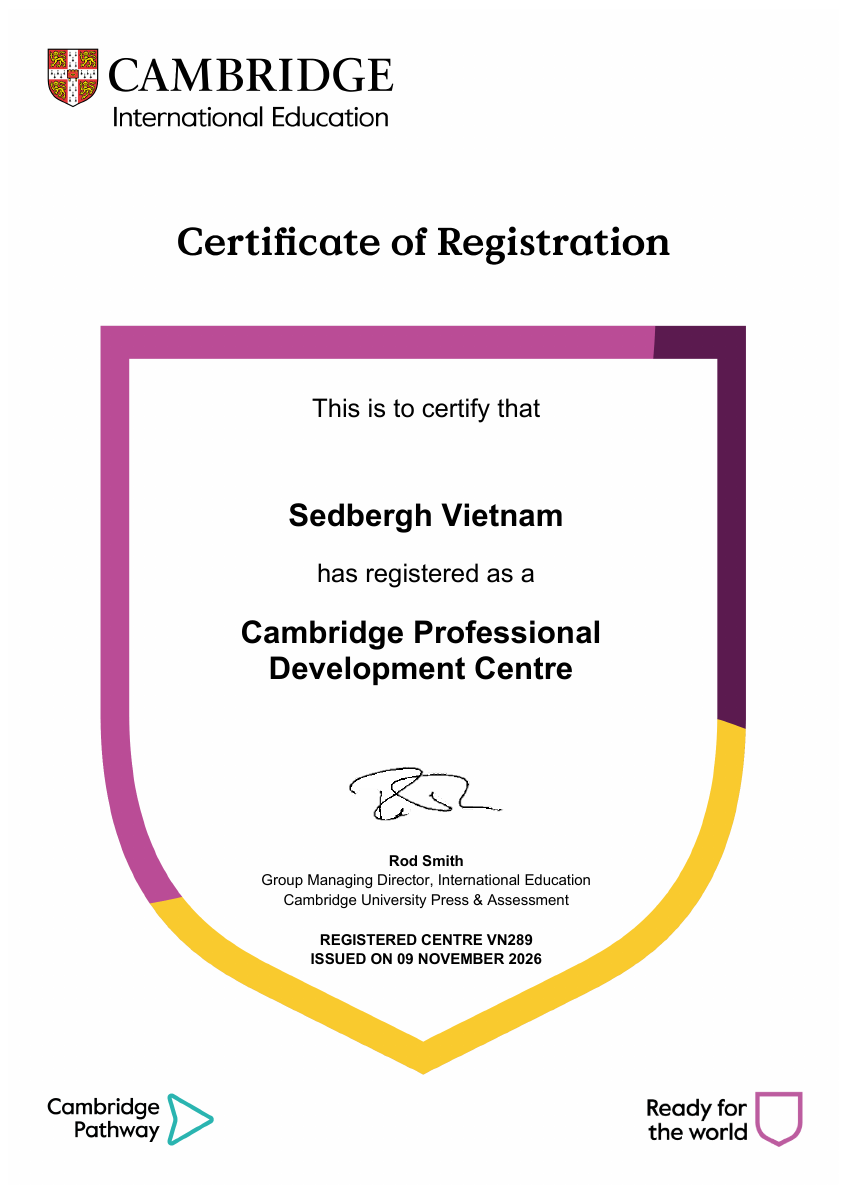 CAMBRIDGE
International Education
Certificate of Registration
This is to certify that
Sedbergh Vietnam
has registered as a
Cambridge Professional
Development Centre
Rod Smith
Group Managing Director, International Education
Cambridge University Press & Assessment
REGISTERED CENTRE VN289
ISSUED ON 09 NOVEMBER 2026
Cambridge
Pathway
Ready for
the world